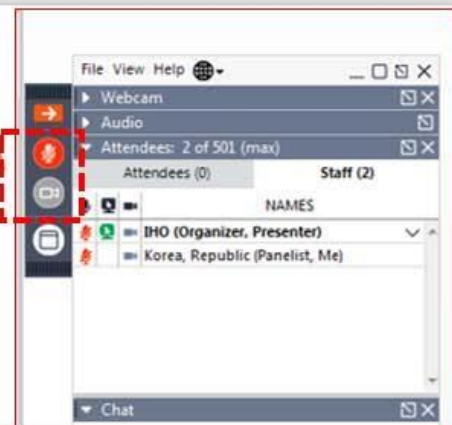 File View Help
Webcam
Audio
Attendees: 2 of 501 (max)
Attendees (0) Staff (2)
NAMES
IHO (Organizer, Presenter)
Korea, Republic (Panelist, Me)
Chat